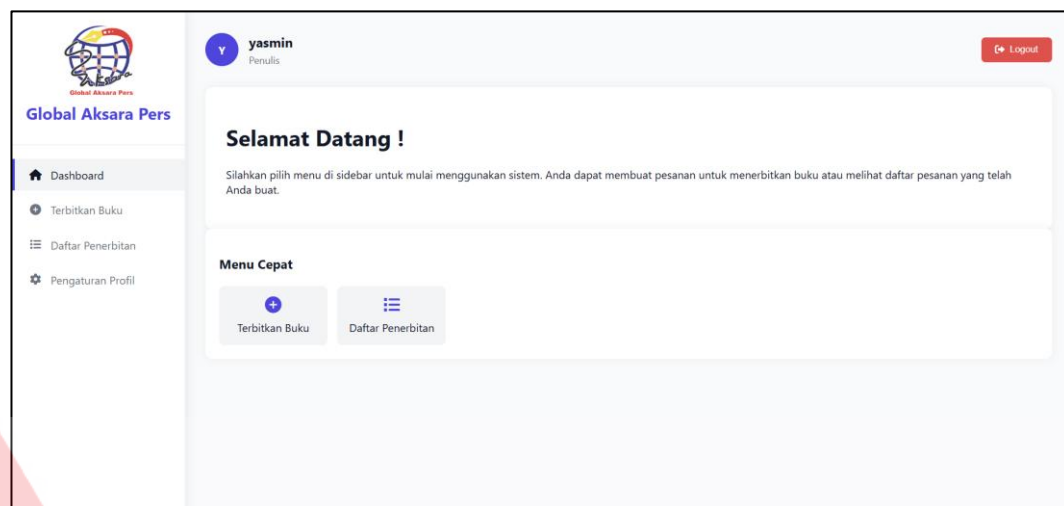 Global Aksara Pers
Global Aksara Pers
Dashboard
Terbitkan Buku
Daftar Penerbitan
Pengaturan Profil
Y
yasmin
Penulis
Logout
Selamat Datang !
Silahkan pilih menu di sidebar untuk mulai menggunakan sistem. Anda dapat membuat pesanan untuk menerbitkan buku atau melihat daftar pesanan yang telah
Anda buat.
Menu Cepat
Terbitkan Buku
Daftar Penerbitan